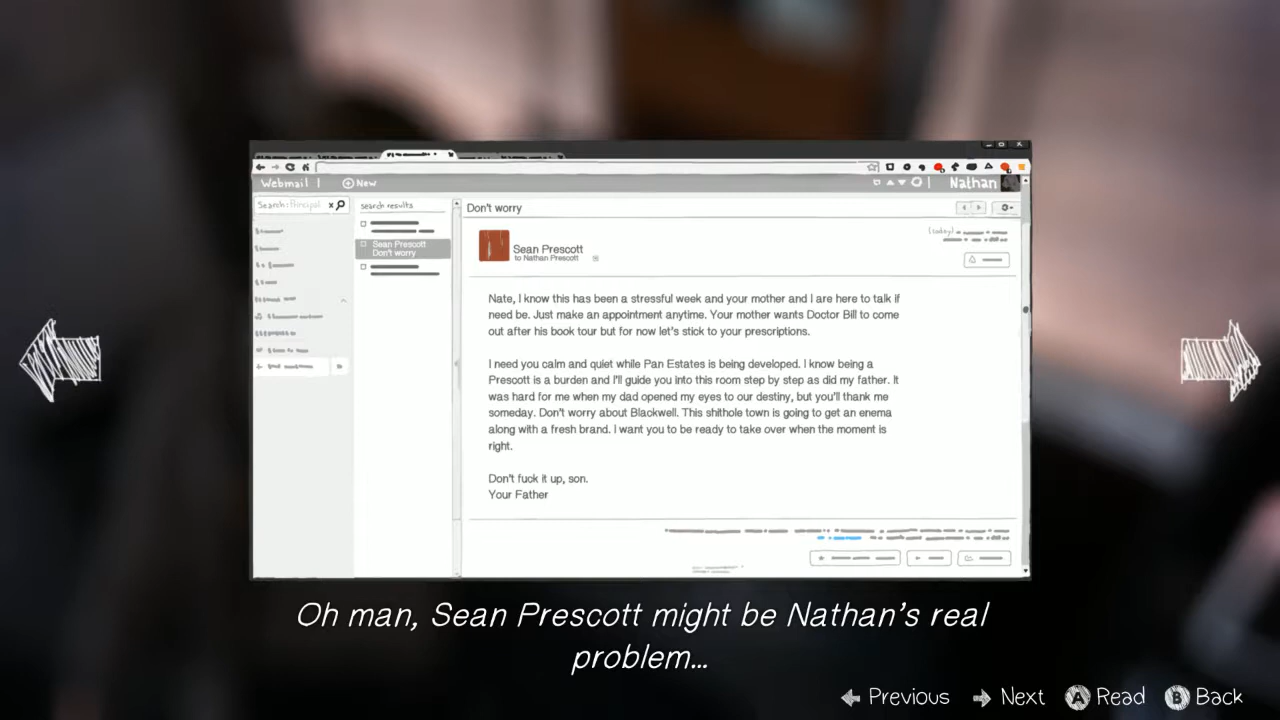 Webmail |
New
Nathan
Search: Principal x
search results
Don't worry
Sean Prescott
Don't worry
Sean Prescott
to Nathan Prescott
(today)
Nate, I know this has been a stressful week and your mother and I are here to talk if
need be. Just make an appointment anytime. Your mother wants Doctor Bill to come
out after his book tour but for now let's stick to your prescriptions.
I need you calm and quiet while Pan Estates is being developed. I know being a
Prescott is a burden and I'll guide you into this room step by step as did my father. It
was hard for me when my dad opened my eyes to our destiny, but you'll thank me
someday. Don't worry about Blackwell. This shithole town is going to get an enema
along with a fresh brand. I want you to be ready to take over when the moment is
right.
Don't fuck it up, son.
Your Father
Oh man, Sean Prescott might be Nathan's real
problem...
Previous Next A Read B Back